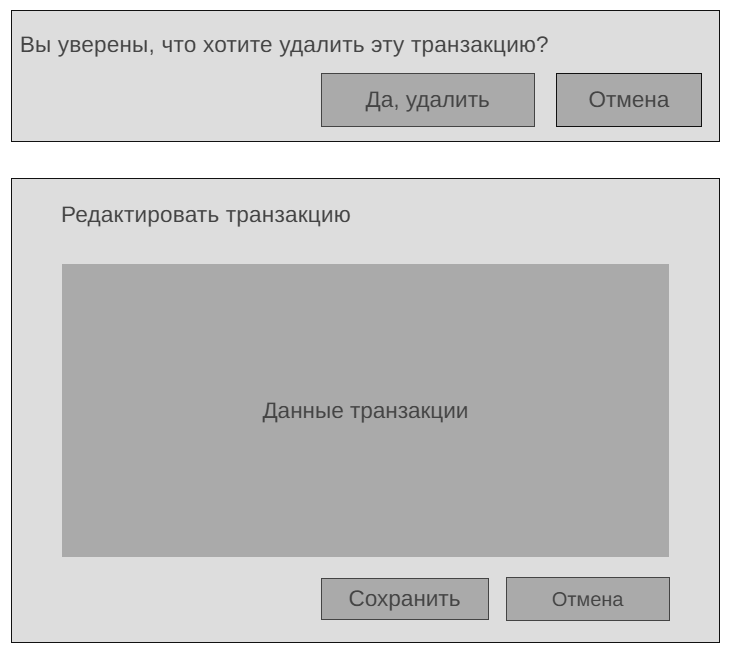 Вы уверены, что хотите удалить эту транзакцию?
Да, удалить
Отмена
Редактировать транзакцию
Данные транзакции
Сохранить
Отмена